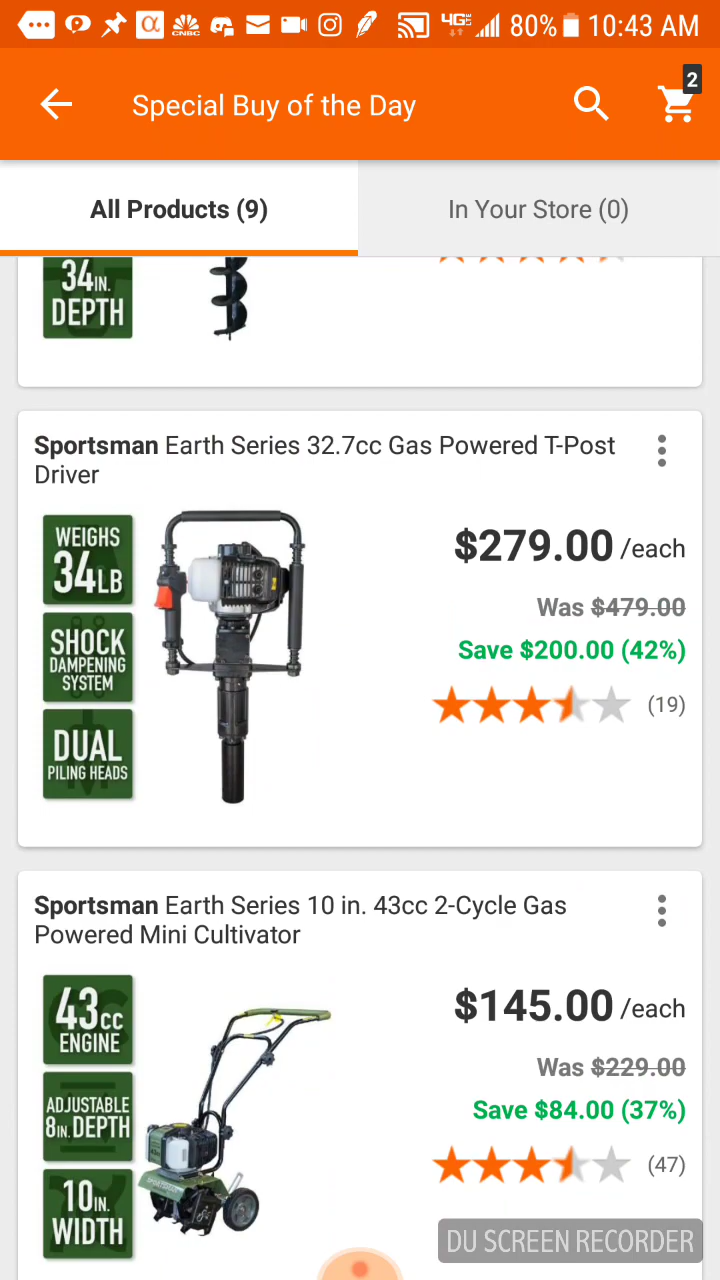 CNBC
4G LTE 80% 10:43 AM
Special Buy of the Day
2
All Products (9)
In Your Store (0)
34IN.
DEPTH
Sportsman Earth Series 32.7cc Gas Powered T-Post
Driver
WEIGHS
34LB
SHOCK
DAMPENING
SYSTEM
DUAL
PILING HEADS
$279.00 /each
Was $479.00
Save $200.00 (42%)
(19)
Sportsman Earth Series 10 in. 43cc 2-Cycle Gas
Powered Mini Cultivator
43CC
ENGINE
ADJUSTABLE
8IN. DEPTH
10IN.
WIDTH
SPORTSMAN
$145.00 /each
Was $229.00
Save $84.00 (37%)
(47)
DU SCREEN RECORDER